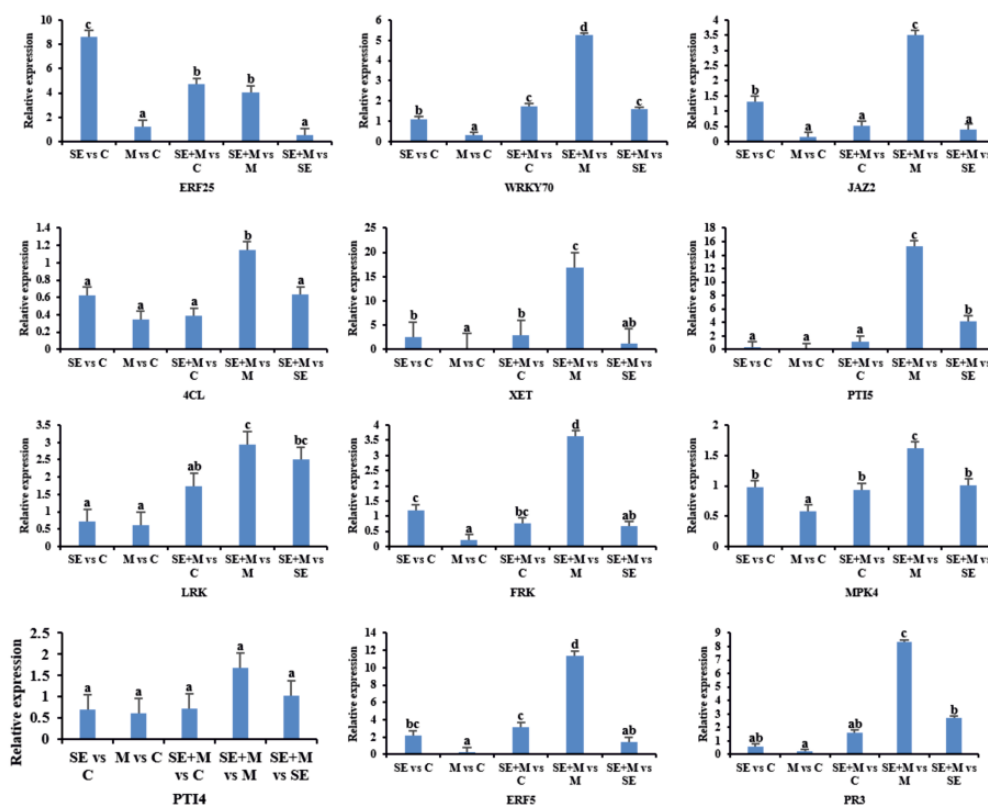 Relative expression
10
8
6
4
2
0
c
a
b
b
a
SE vs C
M vs C
SE+M vs
C
SE+M vs
M
SE+M vs
SE
ERF25
Relative expression
6
5
4
3
2
1
0
b
a
c
d
c
SE vs C
M vs C
SE+M vs
C
SE+M vs
M
SE+M vs
SE
WRKY70
Relative expression
4
3.5
3
2.5
2
1.5
1
0.5
0
b
a
a
c
a
SE vs C
M vs C
SE+M vs
C
SE+M vs
M
SE+M vs
SE
JAZ2
Relative expression
1.4
1.2
1
0.8
0.6
0.4
0.2
0
a
a
a
b
a
SE vs C
M vs C
SE+M vs
C
SE+M vs
M
SE+M vs
SE
4CL
Relative expression
25
20
15
10
5
0
b
a
b
c
ab
SE vs C
M vs C
SE+M vs
C
SE+M vs
M
SE+M vs
SE
XET
Relative expression
18
16
14
12
10
8
6
4
2
0
a
a
a
c
b
SE vs C
M vs C
SE+M vs
C
SE+M vs
M
SE+M vs
SE
PTI5
Relative expression
3.5
3
2.5
2
1.5
1
0.5
0
a
a
ab
c
bc
SE vs C
M vs C
SE+M vs
C
SE+M vs
M
SE+M vs
SE
LRK
Relative expression
4
3.5
3
2.5
2
1.5
1
0.5
0
c
a
bc
d
ab
SE vs C
M vs C
SE+M vs
C
SE+M vs
M
SE+M vs
SE
FRK
Relative expression
2
1.5
1
0.5
0
b
a
b
c
b
SE vs C
M vs C
SE+M vs
C
SE+M vs
M
SE+M vs
SE
MPK4
Relative expression
2.5
2
1.5
1
0.5
0
a
a
a
a
a
SE vs
C
M vs C
SE+M
vs C
SE+M
vs M
SE+M
vs SE
PTI4
Relative expression
14
12
10
8
6
4
2
0
bc
a
c
d
ab
SE vs C
M vs C
SE+M vs
C
SE+M vs
M
SE+M vs
SE
ERF5
Relative expression
9
8
7
6
5
4
3
2
1
0
ab
a
ab
c
b
SE vs C
M vs C
SE+M vs
C
SE+M vs
M
SE+M vs
SE
PR3